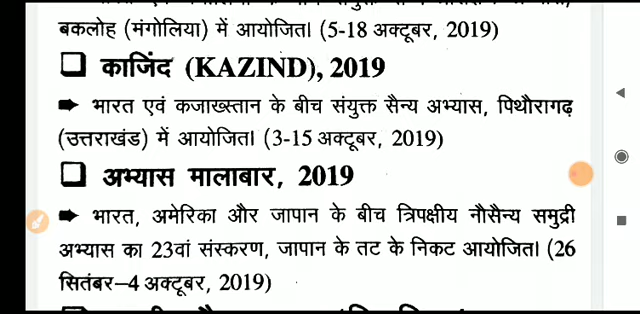 बकलोह (मंगोलिया) में आयोजित। (5-18 अक्टूबर, 2019)
❑ काजिंद (KAZIND), 2019
➨ भारत एवं कजाख्स्तान के बीच संयुक्त सैन्य अभ्यास, पिथौरागढ़
(उत्तराखंड) में आयोजित। (3-15 अक्टूबर, 2019)
❑ अभ्यास मालाबार, 2019
➨ भारत, अमेरिका और जापान के बीच त्रिपक्षीय नौसैन्य समुद्री
अभ्यास का 23वां संस्करण, जापान के तट के निकट आयोजित। (26
सितंबर–4 अक्टूबर, 2019)